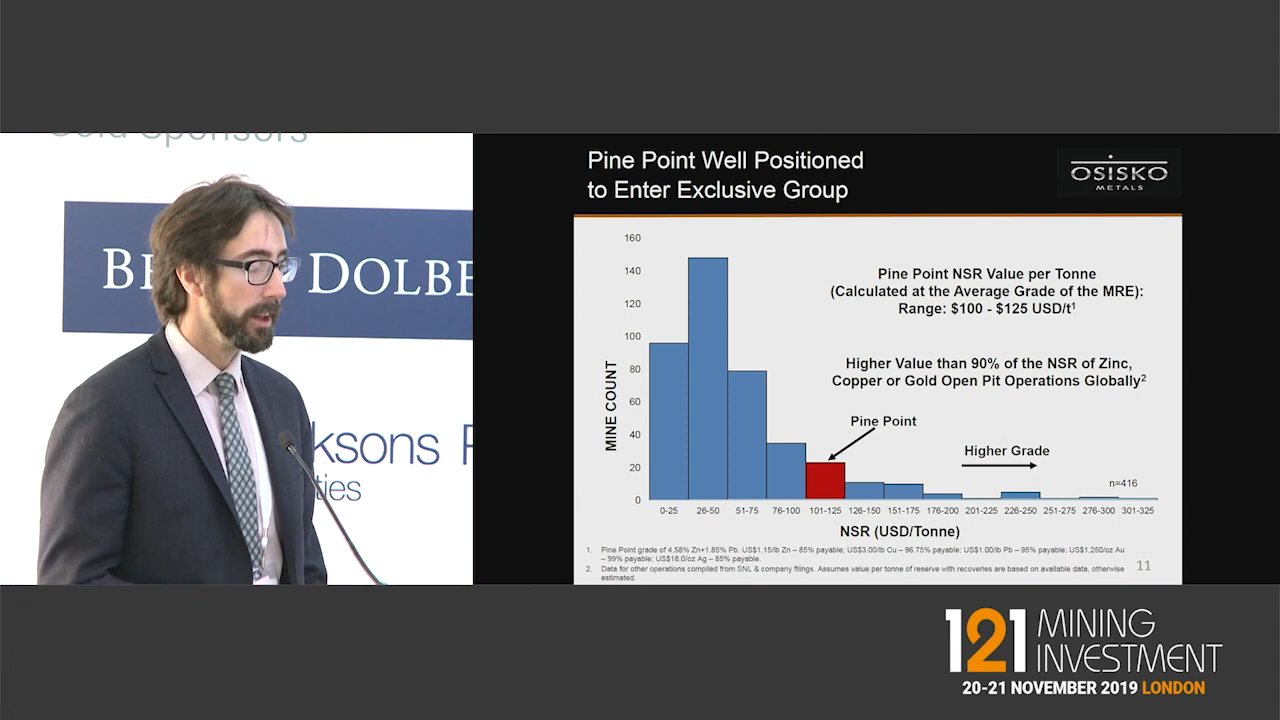 Gold Sponsors
BE
DOLBE
ksons
ties
Pine Point Well Positioned
to Enter Exclusive Group
OSISKO
METALS
160
140
120
100
80
60
40
20
0
MINE COUNT
Pine Point NSR Value per Tonne
(Calculated at the Average Grade of the MRE):
Range: $100 - $125 USD/t1
Higher Value than 90% of the NSR of Zinc,
Copper or Gold Open Pit Operations Globally2
Pine Point
Higher Grade
n=416
0-25 26-50 51-75 76-100 101-125 126-150 151-175 176-200 201-225 226-250 251-275 276-300 301-325
NSR (USD/Tonne)
1. Pine Point grade of 4.58% Zn+1.85% Pb. US$1.15/lb Zn – 85% payable; US$3.00/lb Cu – 96.75% payable; US$1.00/lb Pb – 95% payable; US$1,250/oz Au
– 99% payable; US$18.0/oz Ag – 85% payable.
2. Data for other operations compiled from SNL & company filings. Assumes value per tonne of reserve with recoveries are based on available data, otherwise
estimated.
11
121 MINING
INVESTMENT
20-21 NOVEMBER 2019 LONDON